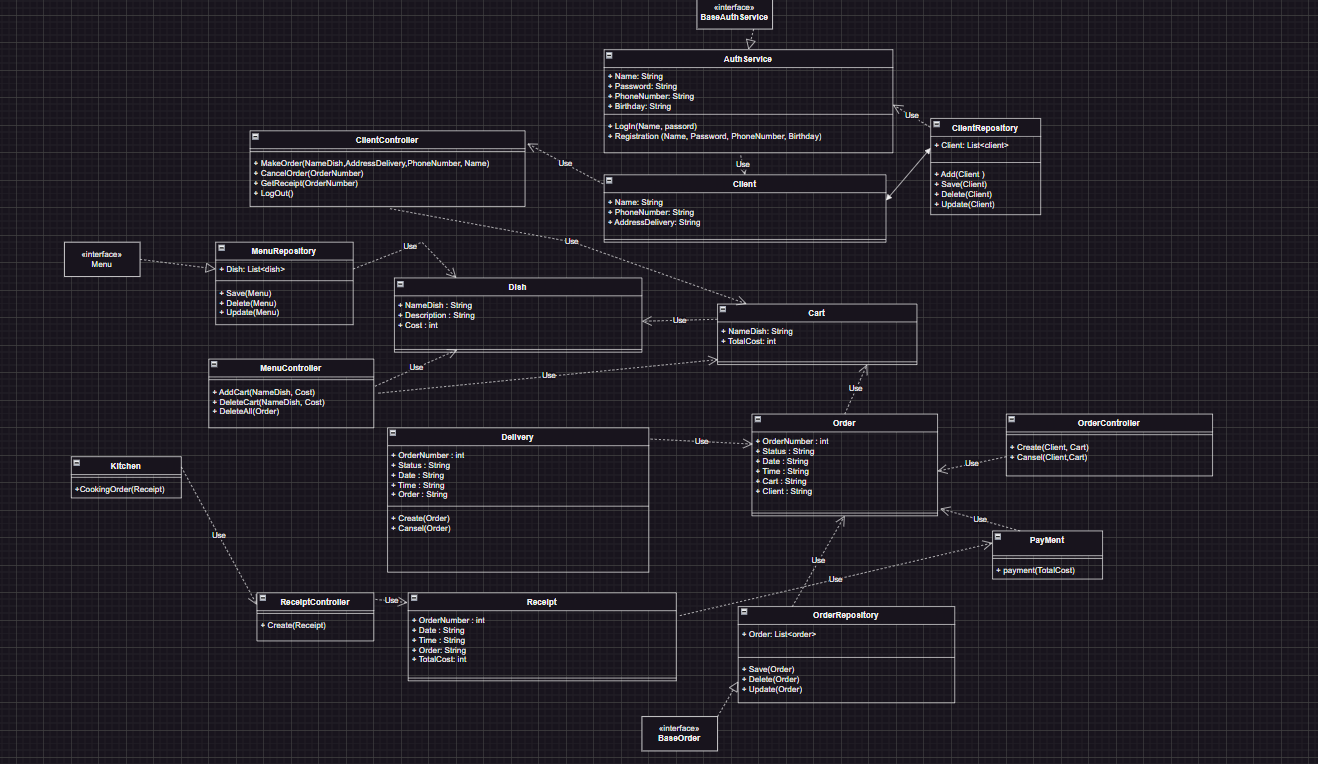 «interface»
BaseAuthService
AuthService
+ Name: String
+ Password: String
+ PhoneNumber: String
+ Birthday: String
+ LogIn(Name, passord)
+ Registration (Name, Password, PhoneNumber, Birthday)
Use
ClientRepository
+ Client: List<client>
+ Add(Client )
+ Save(Client)
+ Delete(Client)
+ Update(Client)
ClientController
+ MakeOrder(NameDish,AddressDelivery,PhoneNumber, Name)
+ CancelOrder(OrderNumber)
+ GetReceipt(OrderNumber)
+ LogOut()
Use
Use
Client
+ Name: String
+ PhoneNumber: String
+ AddressDelivery: String
Use
«interface»
Menu
MenuRepository
+ Dish: List<dish>
+ Save(Menu)
+ Delete(Menu)
+ Update(Menu)
Use
Dish
+ NameDish : String
+ Description : String
+ Cost : int
Use
Cart
+ NameDish: String
+ TotalCost: int
MenuController
+ AddCart(NameDish, Cost)
+ DeleteCart(NameDish, Cost)
+ DeleteAll(Order)
Use
Use
Use
Delivery
+ OrderNumber : int
+ Status : String
+ Date : String
+ Time : String
+ Order : String
+ Create(Order)
+ Cansel(Order)
Use
Order
+ OrderNumber : int
+ Status : String
+ Date : String
+ Time : String
+ Cart : String
+ Client : String
Use
OrderController
+ Create(Client, Cart)
+ Cansel(Client,Cart)
Kitchen
+CookingOrder(Receipt)
Use
Use
PayMent
+ payment(TotalCost)
Use
Use
ReceiptController
+ Create(Receipt)
Use
Receipt
+ OrderNumber : int
+ Date : String
+ Time : String
+ Order: String
+ TotalCost: int
OrderRepository
+ Order: List<order>
+ Save(Order)
+ Delete(Order)
+ Update(Order)
«interface»
BaseOrder